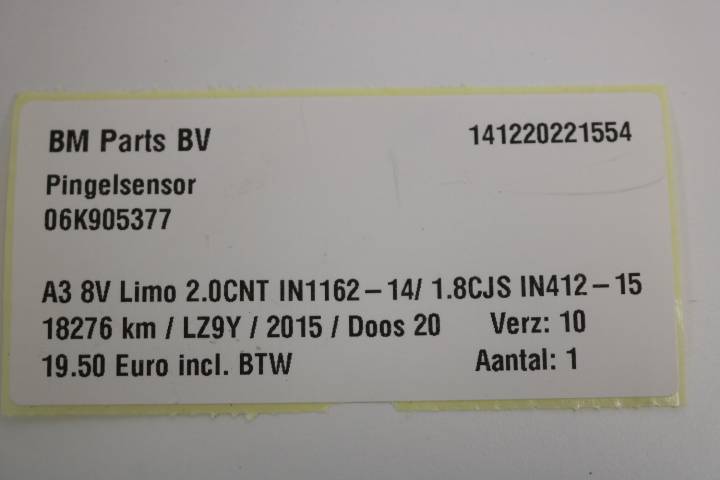 BM Parts BV 141220221554
Pingelsensor
06K905377
A3 8V Limo 2.0CNT IN1162-14/ 1.8CJS IN412-15
18276 km / LZ9Y / 2015 / Doos 20 Verz: 10
19.50 Euro incl. BTW Aantal: 1